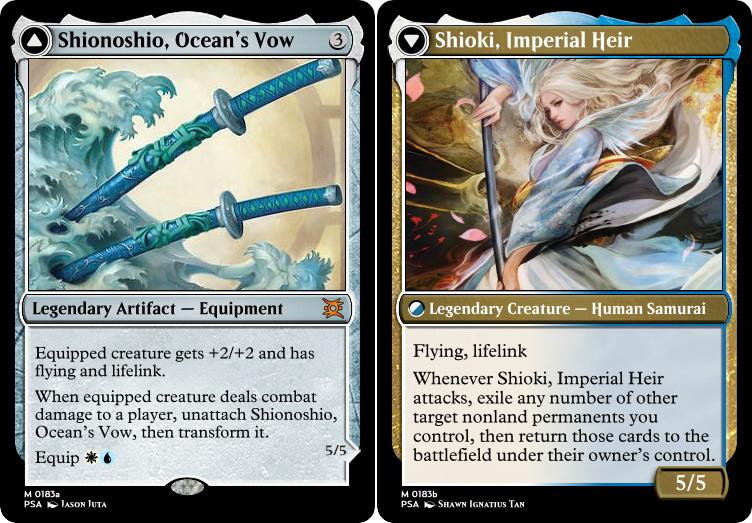 Shionoshio, Ocean's Vow 3
Legendary Artifact — Equipment
Equipped creature gets +2/+2 and has
flying and lifelink.
When equipped creature deals combat
damage to a player, unattach Shionoshio,
Ocean's Vow, then transform it.
Equip
5/5
M 0183a
PSA Jason Juta
Shioki, Imperial Heir
Legendary Creature — Human Samurai
Flying, lifelink
Whenever Shioki, Imperial Heir
attacks, exile any number of other
target nonland permanents you
control, then return those cards to the
battlefield under their owner's control.
5/5
M 0183b
PSA Shawn Ignatius Tan